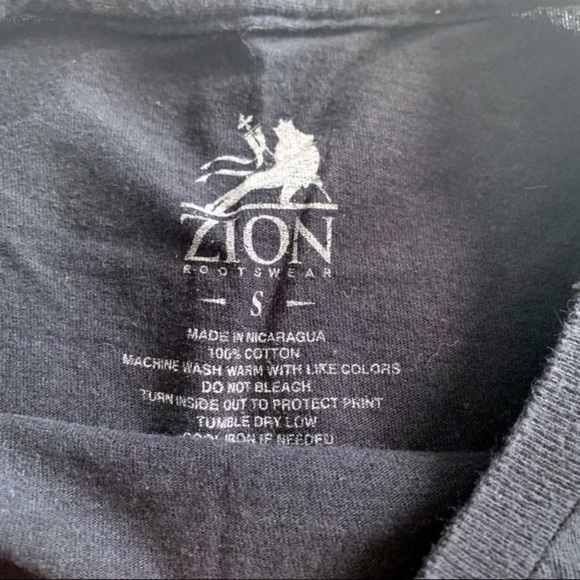 ZION
ROOTSWEAR
S
MADE IN NICARAGUA
100% COTTON
MACHINE WASH WARM WITH LIKE COLORS
DO NOT BLEACH
TURN INSIDE OUT TO PROTECT PRINT
TUMBLE DRY LOW
COOL IRON IF NEEDED